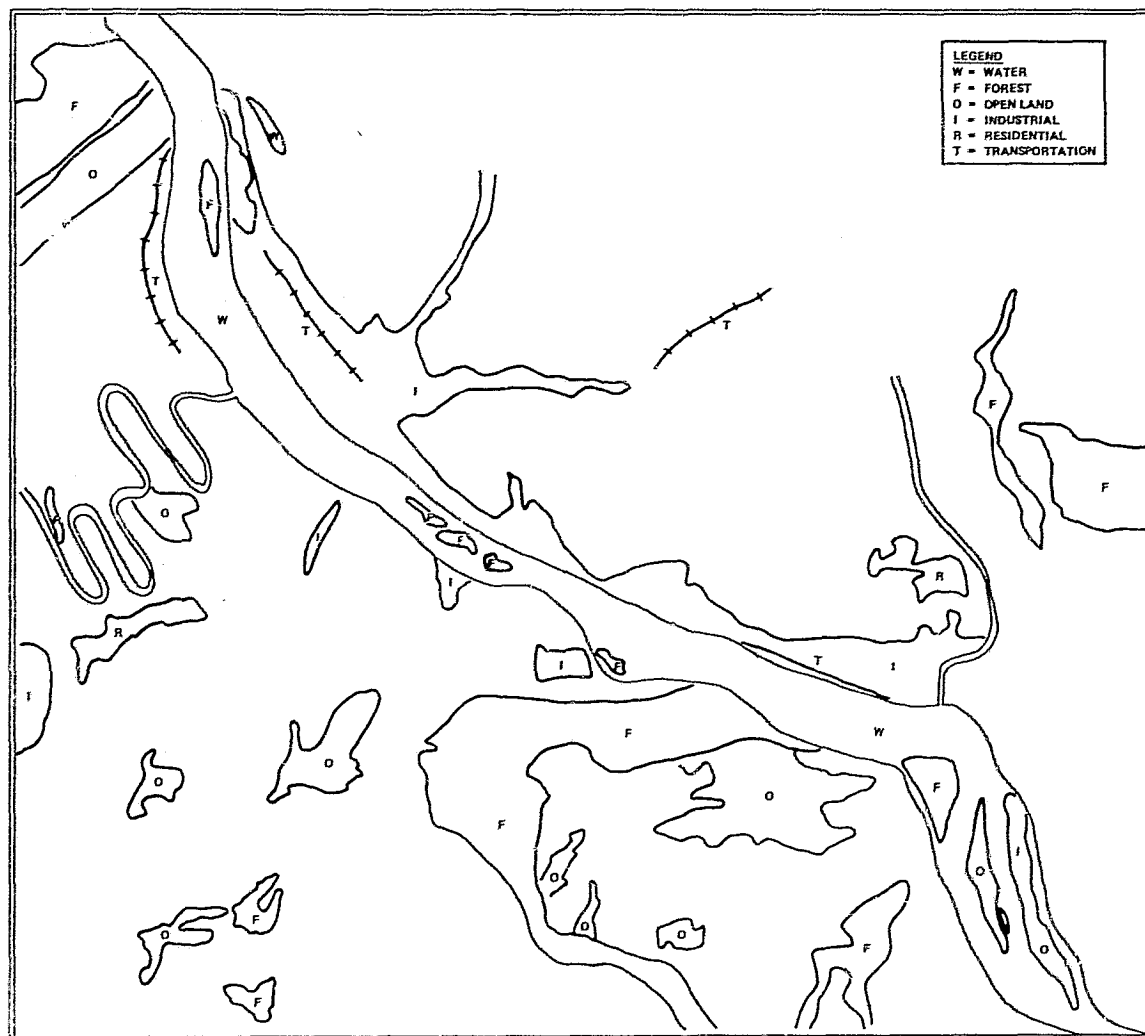 LEGEND
W = WATER
F = FOREST
O = OPEN LAND
I = INDUSTRIAL
R = RESIDENTIAL
T = TRANSPORTATION
F
W
O
F
T
W
T
T
I
F
F
O
I
F
I
R
R
I
F
T
I
I
F
W
O
O
O
F
F
O
I
O
O
F
O
O
O
F
O
F